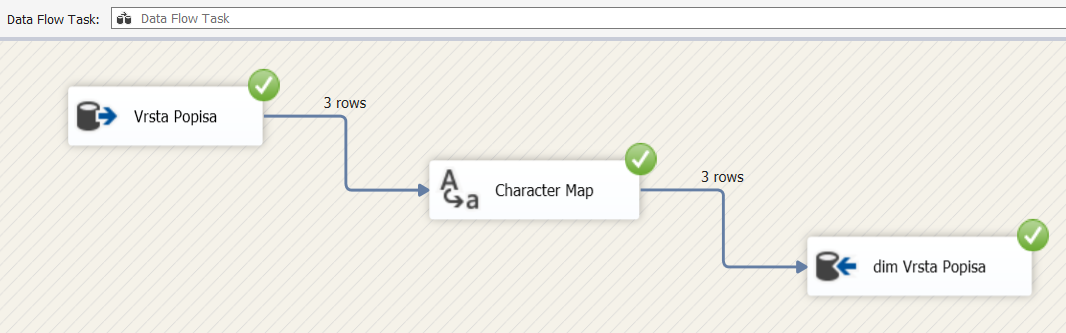 Data Flow Task: Data Flow Task
Vrsta Popisa
3 rows
A
a
Character Map
3 rows
dim Vrsta Popisa